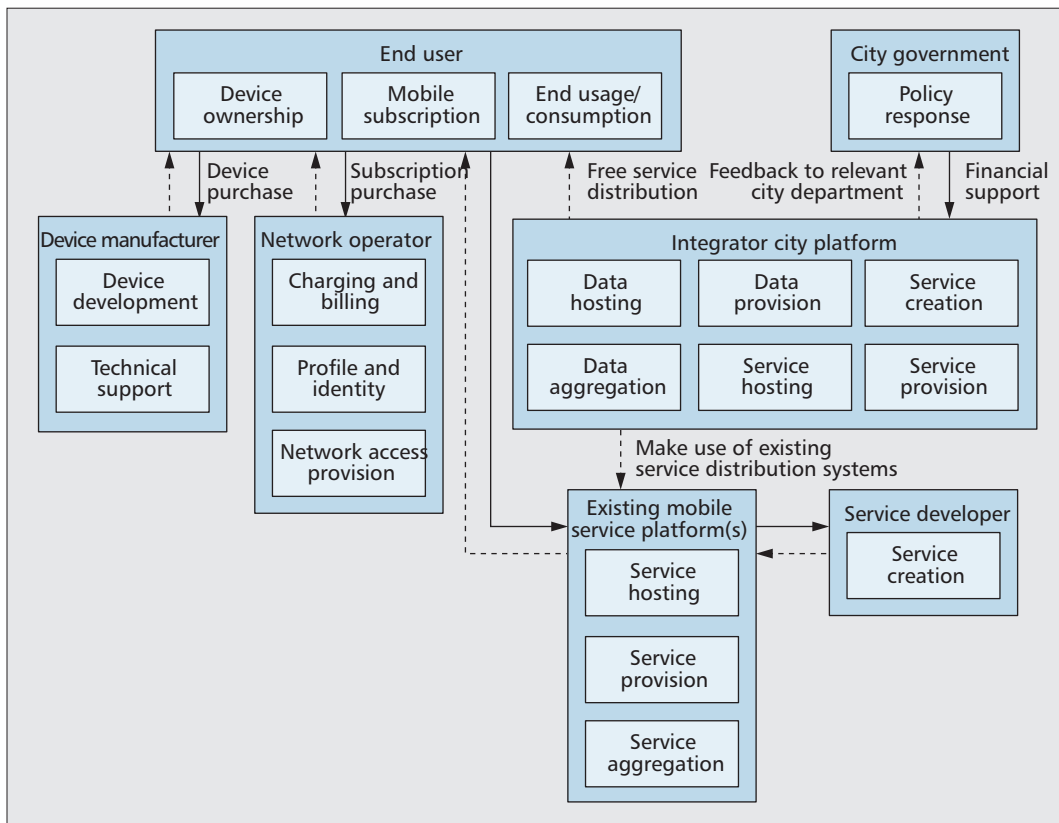 End user
Device
ownership
Mobile
subscription
End usage/
consumption
City government
Policy
response
Device
purchase
Subscription
purchase
Free service
distribution
Feedback to relevant
city department
Financial
support
Device manufacturer
Device
development
Technical
support
Network operator
Charging and
billing
Profile and
identity
Network access
provision
Integrator city platform
Data
hosting
Data
provision
Service
creation
Data
aggregation
Service
hosting
Service
provision
Make use of existing
service distribution systems
Existing mobile
service platform(s)
Service
hosting
Service
provision
Service
aggregation
Service developer
Service
creation